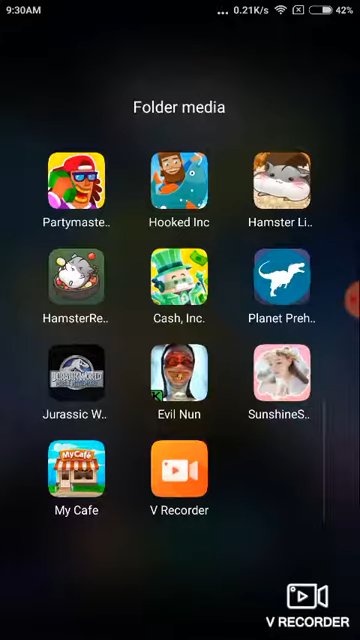 9:30AM
... 0.21K/s 42%
Folder media
Partymaste..
Hooked Inc
Hamster Li..
HamsterRe..
Cash, Inc.
Planet Preh..
Jurassic W..
Evil Nun
SunshineS..
My Cafe
V Recorder
V RECORDER